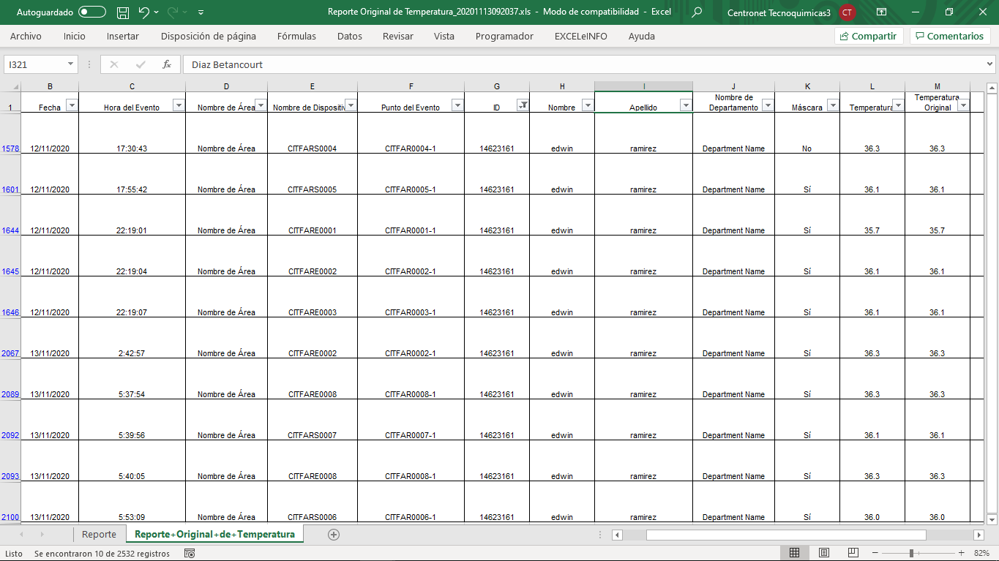 Autoguardado Reporte Original de Temperatura_20201113092037.xls - Modo de compatibilidad - Excel Centronet Tecnoquimicas3 CT
Archivo Inicio Insertar Disposición de página Fórmulas Datos Revisar Vista Programador EXCELeINFO Ayuda Compartir Comentarios
I321 fx Diaz Betancourt
B C D E F G H I J K L M
1 Fecha Hora del Evento Nombre de Área Nombre de Dispositiv Punto del Evento ID Nombre Apellido Nombre de Departamento Máscara Temperatura Temperatura Original
1578 12/11/2020 17:30:43 Nombre de Área CITFARS0004 CITFAR0004-1 14623161 edwin ramirez Department Name No 36.3 36.3
1601 12/11/2020 17:55:42 Nombre de Área CITFARS0005 CITFAR0005-1 14623161 edwin ramirez Department Name Sí 36.1 36.1
1644 12/11/2020 22:19:01 Nombre de Área CITFARE0001 CITFAR0001-1 14623161 edwin ramirez Department Name Sí 35.7 35.7
1645 12/11/2020 22:19:04 Nombre de Área CITFARE0002 CITFAR0002-1 14623161 edwin ramirez Department Name Sí 36.1 36.1
1646 12/11/2020 22:19:07 Nombre de Área CITFARE0003 CITFAR0003-1 14623161 edwin ramirez Department Name Sí 36.1 36.1
2067 13/11/2020 2:42:57 Nombre de Área CITFARE0002 CITFAR0002-1 14623161 edwin ramirez Department Name Sí 36.3 36.3
2089 13/11/2020 5:37:54 Nombre de Área CITFARE0008 CITFAR0008-1 14623161 edwin ramirez Department Name Sí 36.3 36.3
2092 13/11/2020 5:39:56 Nombre de Área CITFARS0007 CITFAR0007-1 14623161 edwin ramirez Department Name Sí 36.1 36.1
2093 13/11/2020 5:40:05 Nombre de Área CITFARE0008 CITFAR0008-1 14623161 edwin ramirez Department Name Sí 36.3 36.3
2100 13/11/2020 5:53:09 Nombre de Área CITFARS0006 CITFAR0006-1 14623161 edwin ramirez Department Name Sí 36.0 36.0
Reporte Reporte+Original+de+Temperatura
Listo Se encontraron 10 de 2532 registros 82%